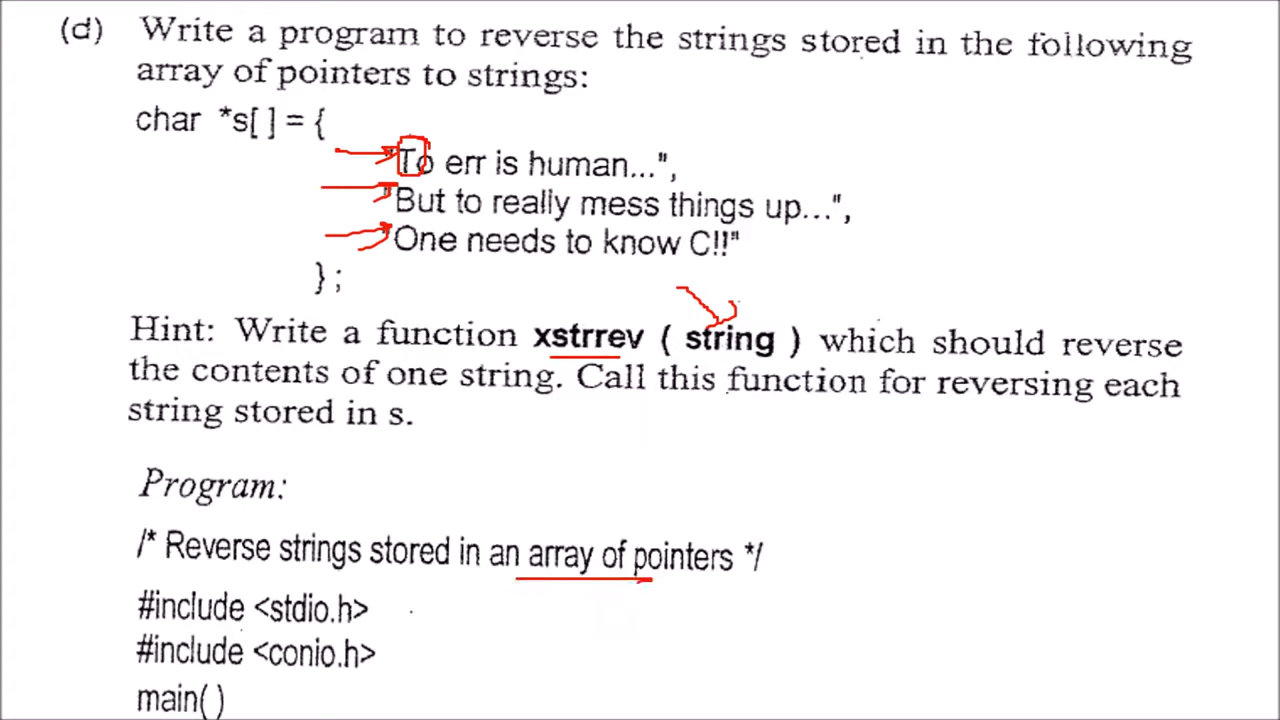 (d) Write a program to reverse the strings stored in the following
array of pointers to strings:
char *s[ ] = {
"To err is human...",
"But to really mess things up...",
"One needs to know C!!"
} ;
Hint: Write a function xstrrev ( string ) which should reverse
the contents of one string. Call this function for reversing each
string stored in s.
Program:
/* Reverse strings stored in an array of pointers */
#include <stdio.h>
#include <conio.h>
main( )